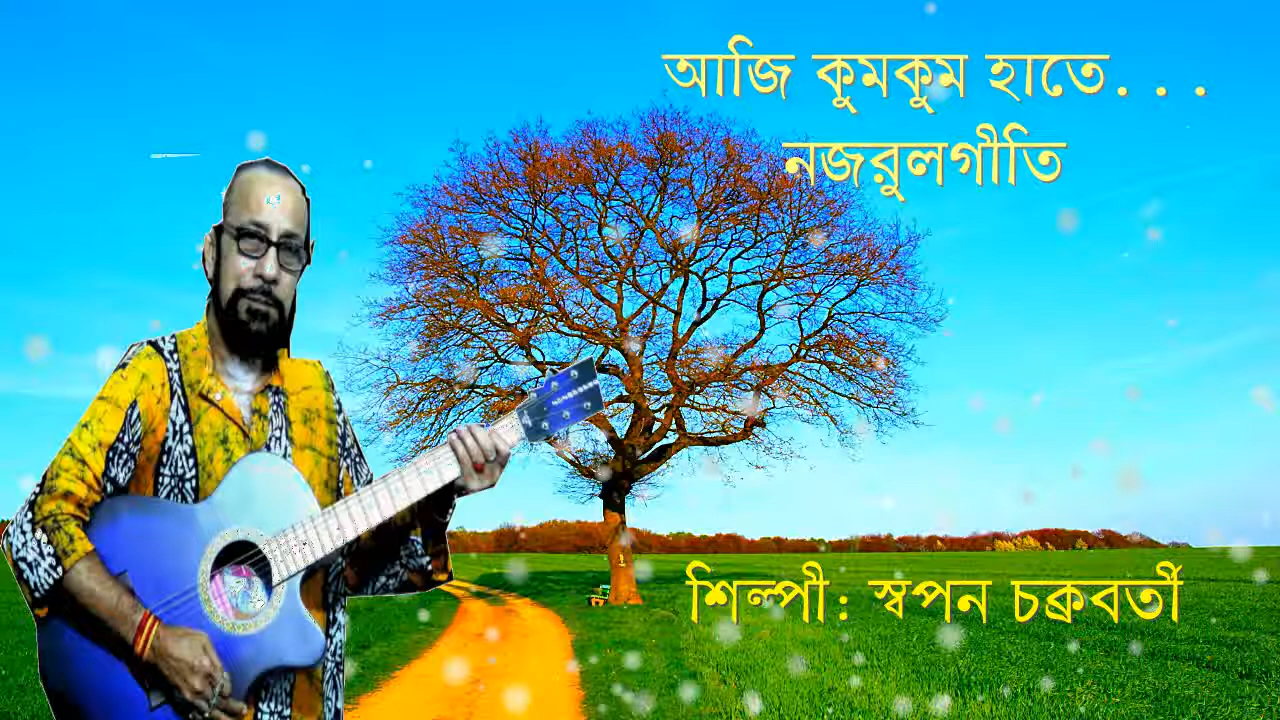 আজি কুমকুম হাতে. . .
নজরুলগীতি
শিল্পী: স্বপন চক্রবর্তী